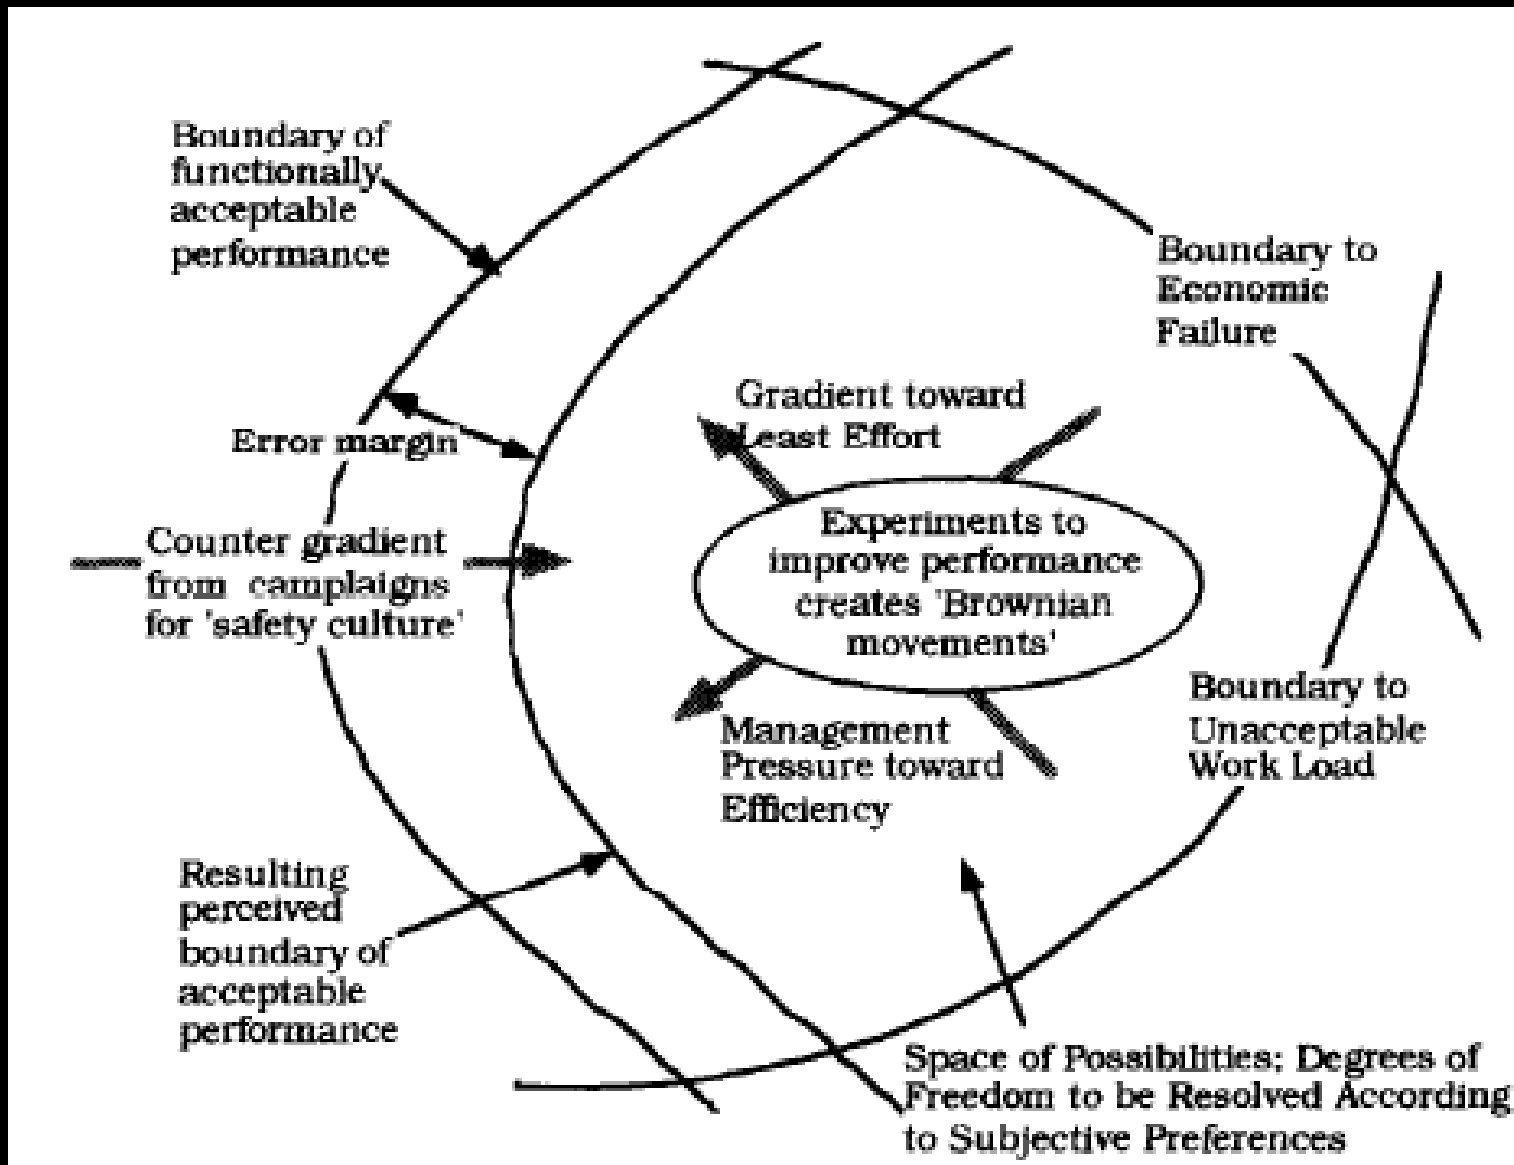 Boundary of
functionally
acceptable
performance
Boundary to
Economic
Failure
Gradient toward
Least Effort
Error margin
Experiments to
improve performance
creates 'Brownian
movements'
Counter gradient
from camplaigns
for 'safety culture'
Boundary to
Unacceptable
Work Load
Management
Pressure toward
Efficiency
Resulting
perceived
boundary of
acceptable
performance
Space of Possibilities; Degrees of
Freedom to be Resolved According
to Subjective Preferences